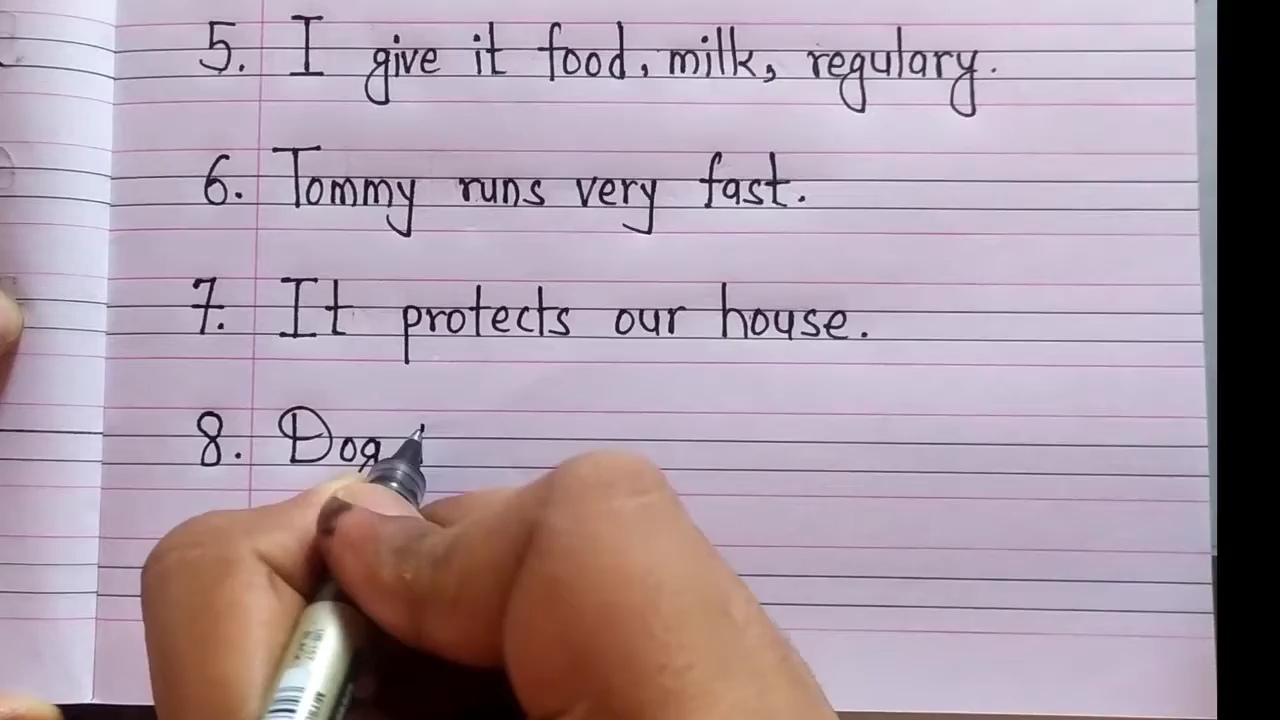 5. I give it food, milk, regulary.
6. Tommy runs very fast.
7. It protects our house.
8. Dog